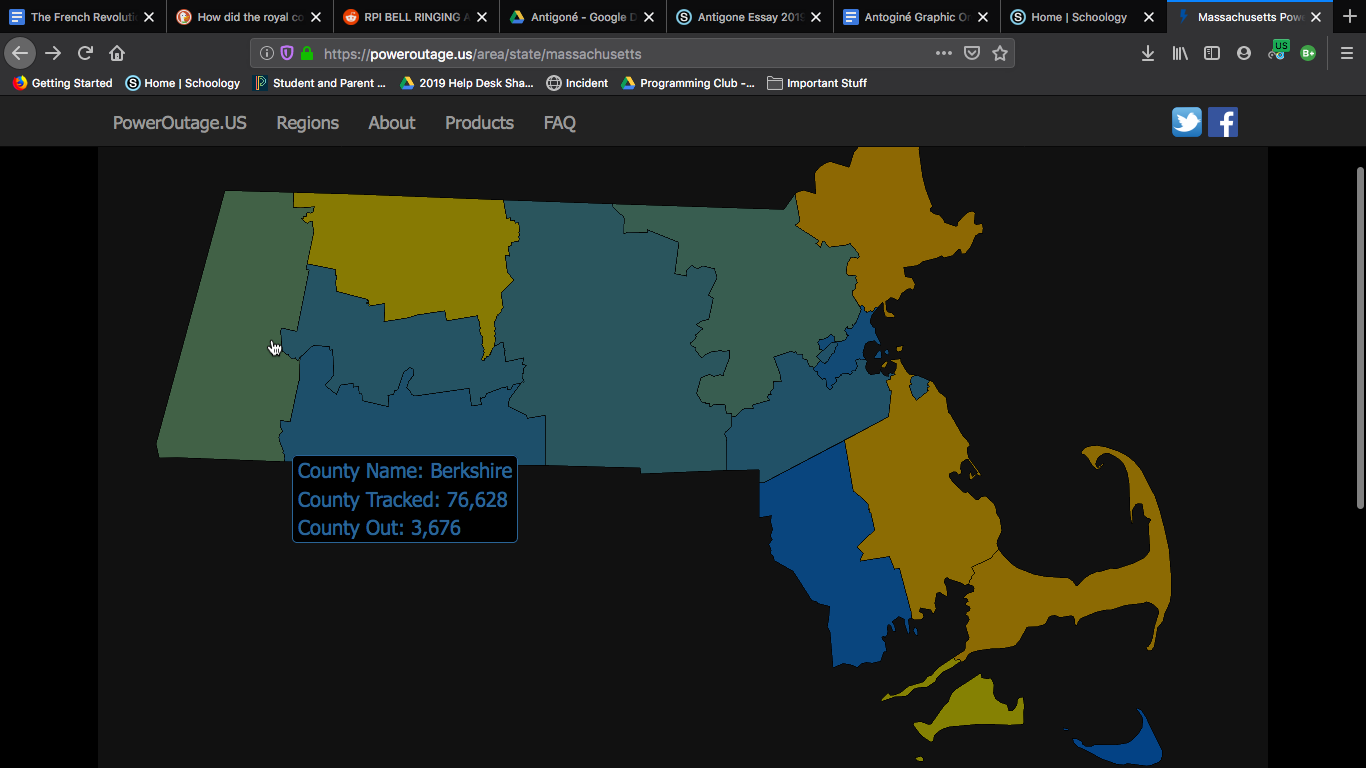 The French Revoluti
How did the royal co
RPI BELL RINGING A
Antigoné - Google D
Antigone Essay 2019
Antoginé Graphic Or
Home | Schoology
Massachusetts Powe
US
B+
https://poweroutage.us/area/state/massachusetts
Getting Started
Home | Schoology
Student and Parent ...
2019 Help Desk Sha...
Incident
Programming Club -...
Important Stuff
PowerOutage.US
Regions
About
Products
FAQ
County Name: Berkshire
County Tracked: 76,628
County Out: 3,676